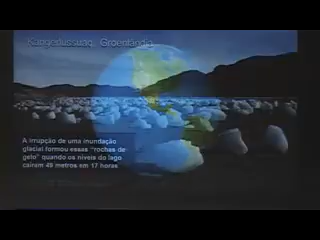 Kangerlussuaq, Groenlândia
A irrupção de uma inundação
glacial formou essas "rochas de
gelo" quando os níveis do lago
caíram 49 metros em 17 horas